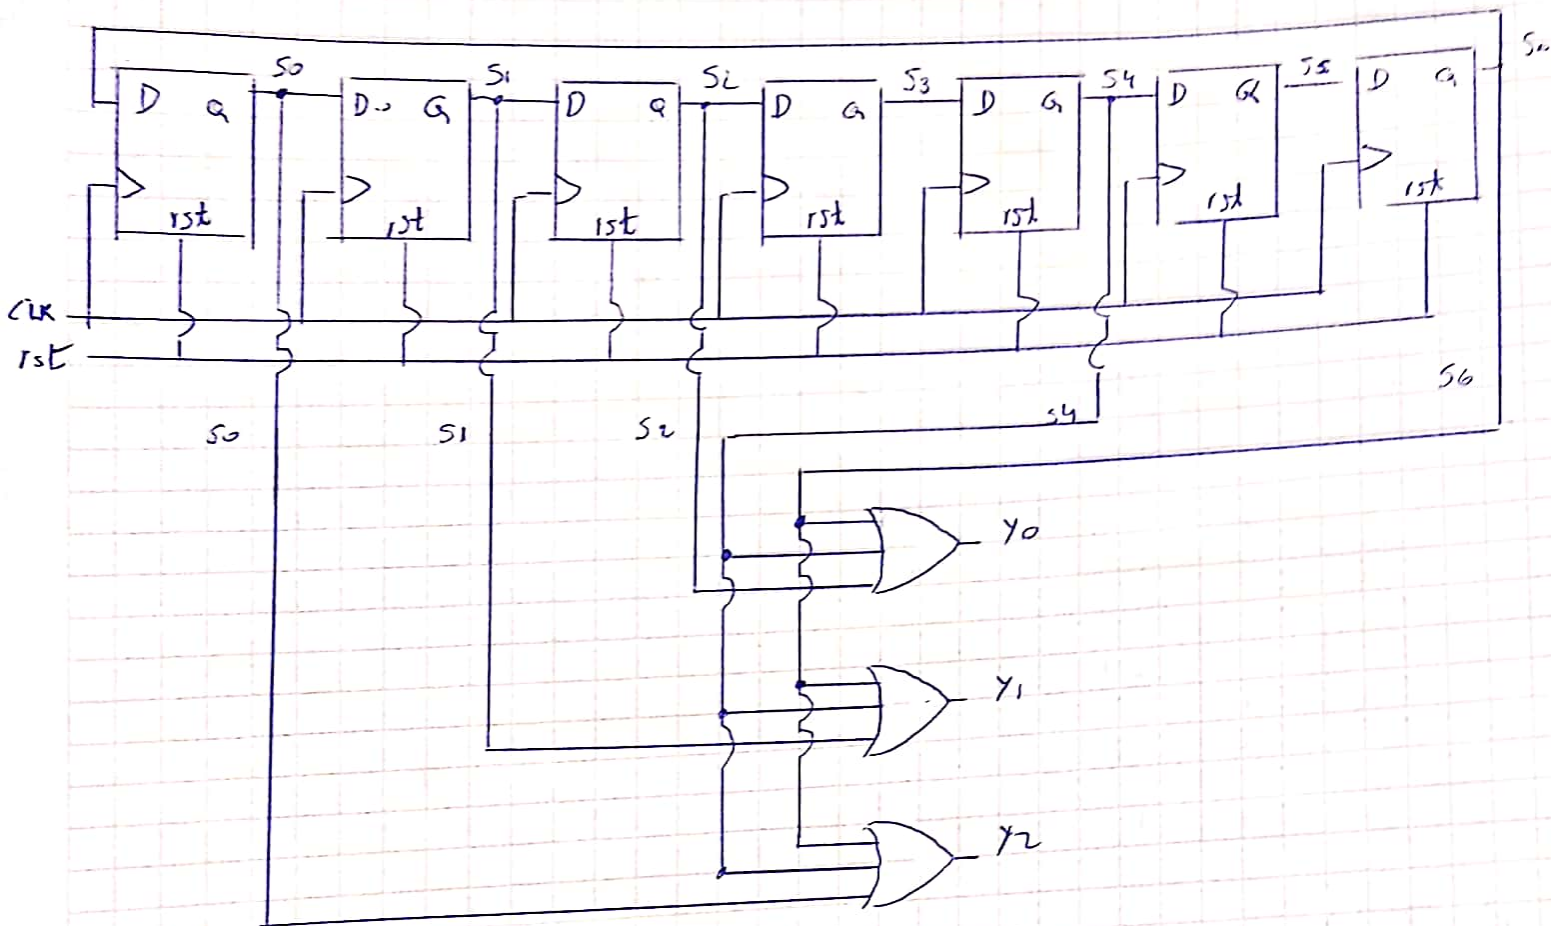 S0 S1 S2 S3 S4 S5
D Q D Q D Q D Q D Q D Q D Q
rst rst rst rst rst rst rst
CLK
rst
S6
S0 S1 S2 S4
Y0
Y1
Y2